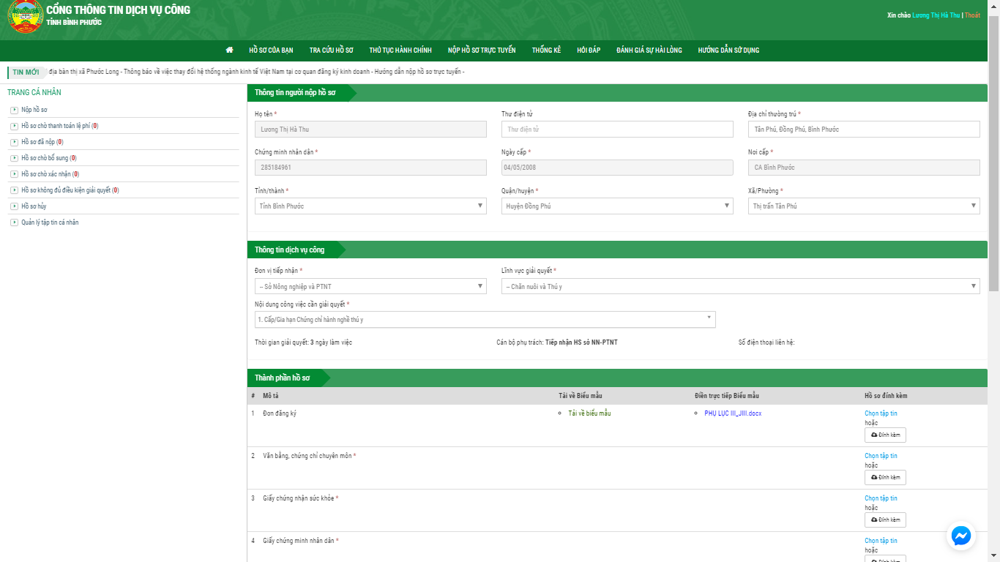 CỔNG THÔNG TIN DỊCH VỤ CÔNG
TỈNH BÌNH PHƯỚC
Xin chào Lương Thị Hà Thu | Thoát
HỒ SƠ CỦA BẠN TRA CỨU HỒ SƠ THỦ TỤC HÀNH CHÍNH NỘP HỒ SƠ TRỰC TUYẾN THỐNG KÊ HỎI ĐÁP ĐÁNH GIÁ SỰ HÀI LÒNG HƯỚNG DẪN SỬ DỤNG
TIN MỚI địa bàn thị xã Phước Long - Thông báo về việc thay đổi hệ thống ngành kinh tế Việt Nam tại cơ quan đăng ký kinh doanh - Hướng dẫn nộp hồ sơ trực tuyến -
TRANG CÁ NHÂN
Nộp hồ sơ
Hồ sơ chờ thanh toán lệ phí (0)
Hồ sơ đã nộp (0)
Hồ sơ chờ bổ sung (0)
Hồ sơ chờ xác nhận (0)
Hồ sơ không đủ điều kiện giải quyết (0)
Hồ sơ hủy
Quản lý tập tin cá nhân
Thông tin người nộp hồ sơ
Họ tên * Thư điện tử Địa chỉ thường trú *
Lương Thị Hà Thu Thư điện tử Tân Phú, Đồng Phú, Bình Phước
Chứng minh nhân dân * Ngày cấp * Nơi cấp *
285184961 04/05/2008 CA Bình Phước
Tỉnh/thành * Quận/huyện * Xã/Phường *
Tỉnh Bình Phước Huyện Đồng Phú Thị trấn Tân Phú
Thông tin dịch vụ công
Đơn vị tiếp nhận * Lĩnh vực giải quyết *
-- Sở Nông nghiệp và PTNT -- Chăn nuôi và Thú y
Nội dung công việc cần giải quyết *
1. Cấp/Gia hạn Chứng chỉ hành nghề thú y
Thời gian giải quyết: 3 ngày làm việc Cán bộ phụ trách: Tiếp nhận HS sở NN-PTNT Số điện thoại liên hệ:
Thành phần hồ sơ
# Mô tả Tải về Biểu mẫu Điền trực tiếp Biểu mẫu Hồ sơ đính kèm
1 Đơn đăng ký Tải về biểu mẫu PHỤ LỤC III_JIII.docx Chọn tập tin
hoặc
Đính kèm
2 Văn bằng, chứng chỉ chuyên môn * Chọn tập tin
hoặc
Đính kèm
3 Giấy chứng nhận sức khỏe * Chọn tập tin
hoặc
Đính kèm
4 Giấy chứng minh nhân dân * Chọn tập tin
hoặc
Đính kèm